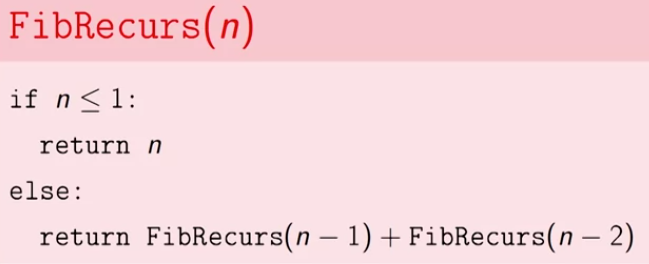 FibRecurs(n)
if n ≤ 1:
return n
else:
return FibRecurs(n − 1) + FibRecurs(n − 2)